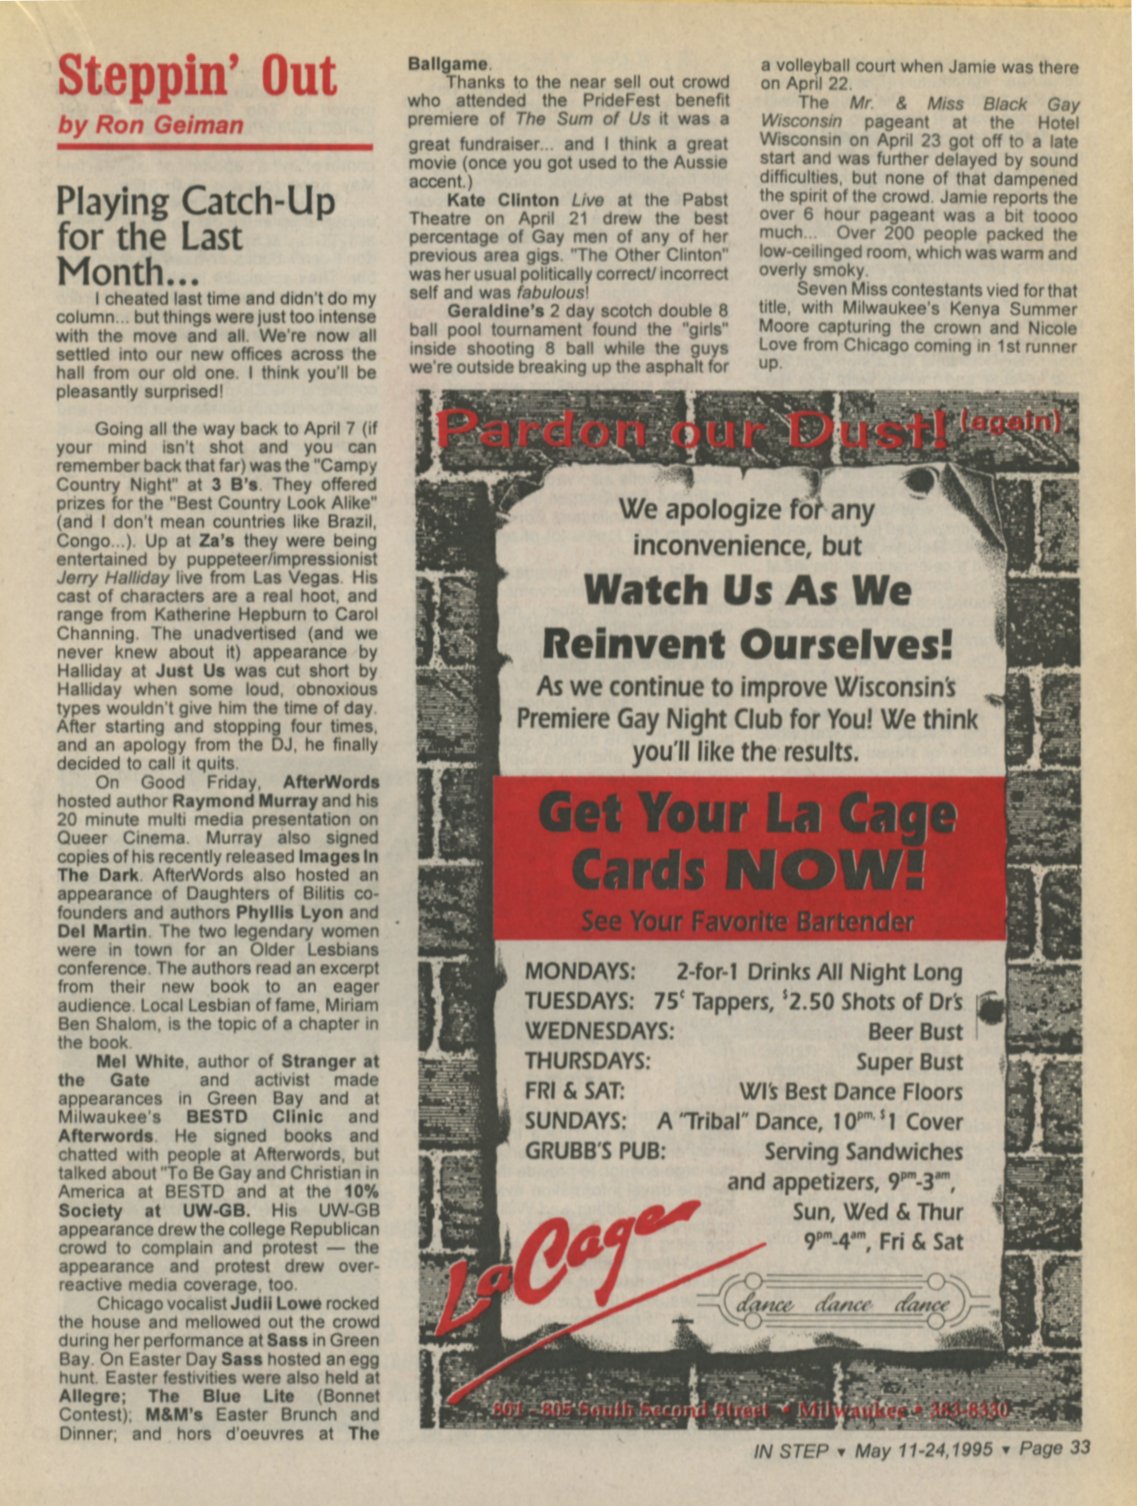 Steppin' Out
by Ron Geiman
Playing Catch-Up
for the Last
Month...
I cheated last time and didn't do my
column... but things were just too intense
with the move and all. We're now all
settled into our new offices across the
hall from our old one. I think you'll be
pleasantly surprised!
Going all the way back to April 7 (if
your mind isn't shot and you can
remember back that far) was the "Campy
Country Night" at 3 B's. They offered
prizes for the "Best Country Look Alike"
(and I don't mean countries like Brazil,
Congo...). Up at Za's they were being
entertained by puppeteer/impressionist
Jerry Halliday live from Las Vegas. His
cast of characters are a real hoot, and
range from Katherine Hepburn to Carol
Channing. The unadvertised (and we
never knew about it) appearance by
Halliday at Just Us was cut short by
Halliday when some loud, obnoxious
types wouldn't give him the time of day.
After starting and stopping four times,
and an apology from the DJ, he finally
decided to call it quits.
On Good Friday, AfterWords
hosted author Raymond Murray and his
20 minute multi media presentation on
Queer Cinema. Murray also signed
copies of his recently released Images In
The Dark. AfterWords also hosted an
appearance of Daughters of Bilitis co-
founders and authors Phyllis Lyon and
Del Martin. The two legendary women
were in town for an Older Lesbians
conference. The authors read an excerpt
from their new book to an eager
audience. Local Lesbian of fame, Miriam
Ben Shalom, is the topic of a chapter in
the book.
Mel White, author of Stranger at
the Gate and activist made
appearances in Green Bay and at
Milwaukee's BESTD Clinic and
Afterwords. He signed books and
chatted with people at Afterwords, but
talked about "To Be Gay and Christian in
America at BESTD and at the 10%
Society at UW-GB. His UW-GB
appearance drew the college Republican
crowd to complain and protest — the
appearance and protest drew over-
reactive media coverage, too.
Chicago vocalist Judii Lowe rocked
the house and mellowed out the crowd
during her performance at Sass in Green
Bay. On Easter Day Sass hosted an egg
hunt. Easter festivities were also held at
Allegre; The Blue Lite (Bonnet
Contest); M&M's Easter Brunch and
Dinner; and hors d'oeuvres at The
Ballgame.
Thanks to the near sell out crowd
who attended the PrideFest benefit
premiere of The Sum of Us it was a
great fundraiser... and I think a great
movie (once you got used to the Aussie
accent.)
Kate Clinton Live at the Pabst
Theatre on April 21 drew the best
percentage of Gay men of any of her
previous area gigs. "The Other Clinton"
was her usual politically correct/ incorrect
self and was fabulous!
Geraldine's 2 day scotch double 8
ball pool tournament found the "girls"
inside shooting 8 ball while the guys
we're outside breaking up the asphalt for
a volleyball court when Jamie was there
on April 22.
The Mr. & Miss Black Gay
Wisconsin pageant at the Hotel
Wisconsin on April 23 got off to a late
start and was further delayed by sound
difficulties, but none of that dampened
the spirit of the crowd. Jamie reports the
over 6 hour pageant was a bit toooo
much... Over 200 people packed the
low-ceilinged room, which was warm and
overly smoky.
Seven Miss contestants vied for that
title, with Milwaukee's Kenya Summer
Moore capturing the crown and Nicole
Love from Chicago coming in 1st runner
up.
Pardon our Dust! (again)
We apologize for any
inconvenience, but
Watch Us As We
Reinvent Ourselves!
As we continue to improve Wisconsin's
Premiere Gay Night Club for You! We think
you'll like the results.
Get Your La Cage
Cards NOW!
See Your Favorite Bartender
MONDAYS: 2-for-1 Drinks All Night Long
TUESDAYS: 75¢ Tappers, $2.50 Shots of Dr's
WEDNESDAYS: Beer Bust
THURSDAYS: Super Bust
FRI & SAT: WI's Best Dance Floors
SUNDAYS: A "Tribal" Dance, 10pm, $1 Cover
GRUBB'S PUB: Serving Sandwiches
and appetizers, 9pm-3am,
Sun, Wed & Thur
9pm-4am, Fri & Sat
La Cage
dance dance dance
801 - 805 South Second Street • Milwaukee • 383-8330
IN STEP ▼ May 11-24,1995 ▼ Page 33